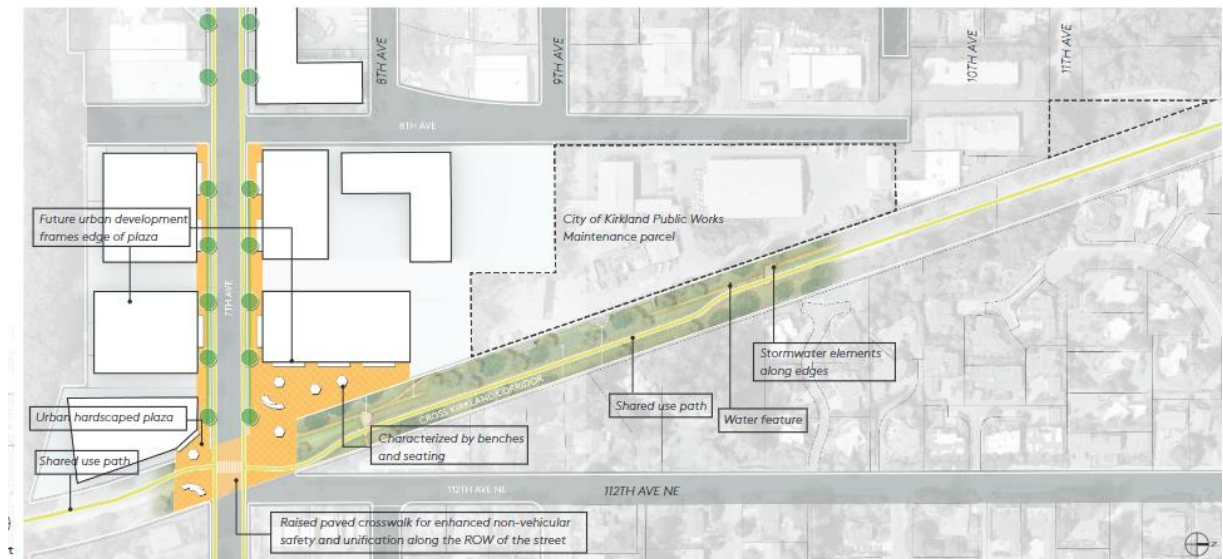 8TH AVE
9TH AVE
10TH AVE
11TH AVE
8TH AVE
Future urban development
frames edge of plaza
City of Kirkland Public Works
Maintenance parcel
7TH AVE
Stormwater elements
along edges
CROSS KIRKLAND CORRIDOR
Shared use path
Water feature
Urban hardscaped plaza
Characterized by benches
and seating
Shared use path
112TH AVE NE
112TH AVE NE
Raised paved crosswalk for enhanced non-vehicular
safety and unification along the ROW of the street
t
N